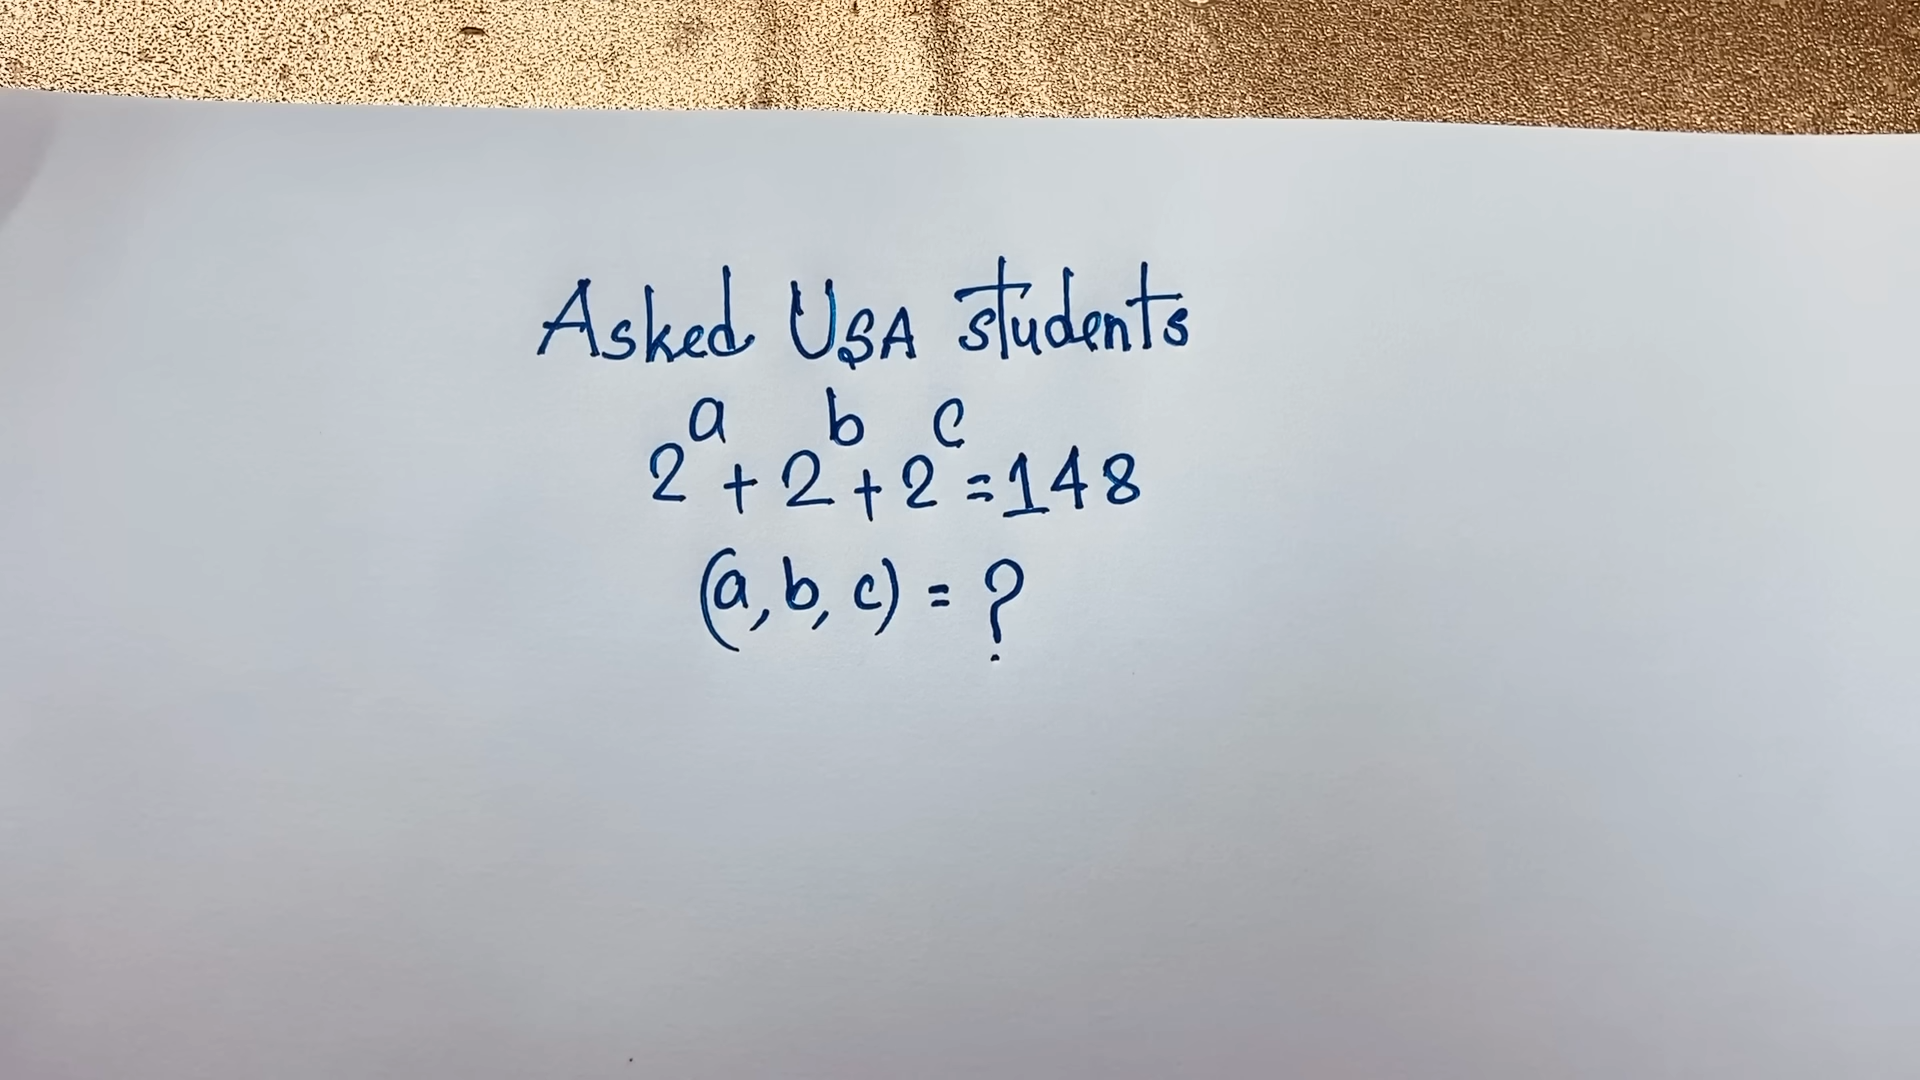 Asked USA students
2^a + 2^b + 2^c = 148
(a, b, c) = ?